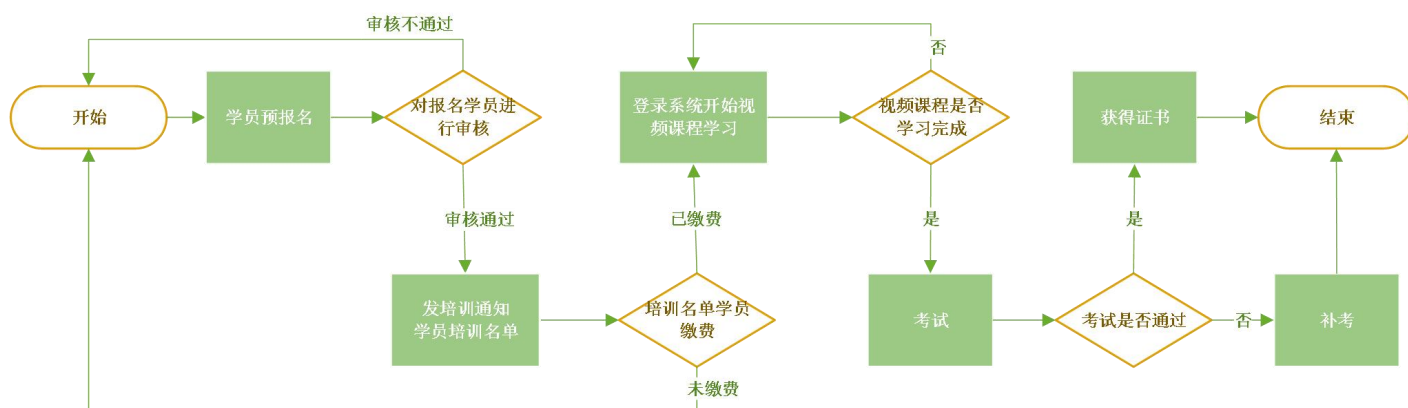 审核不通过
否
开始
学员预报名
对报名学员进
行审核
登录系统开始视
频课程学习
视频课程是否
学习完成
获得证书
结束
审核通过
已缴费
是
是
发培训通知
学员培训名单
培训名单学员
缴费
考试
考试是否通过
否
补考
未缴费